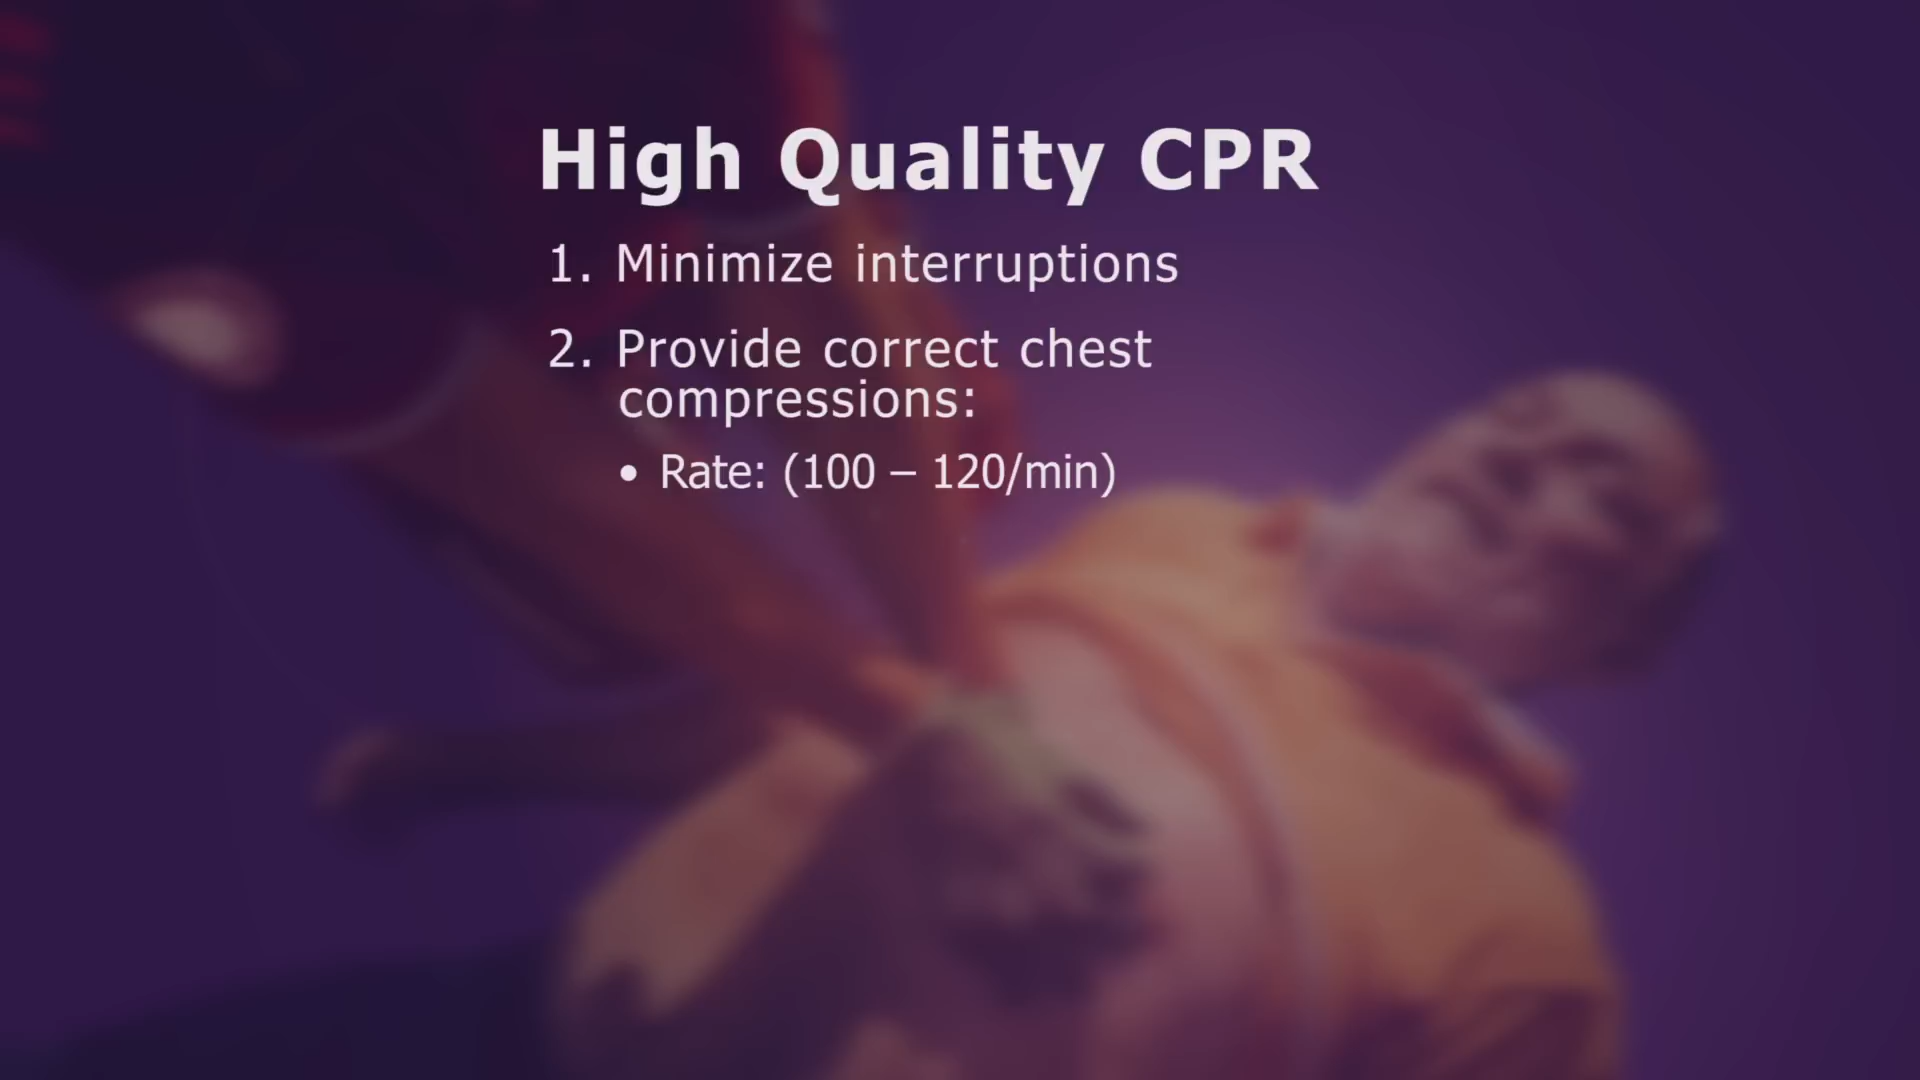 High Quality CPR
1. Minimize interruptions
2. Provide correct chest
compressions:
• Rate: (100 – 120/min)